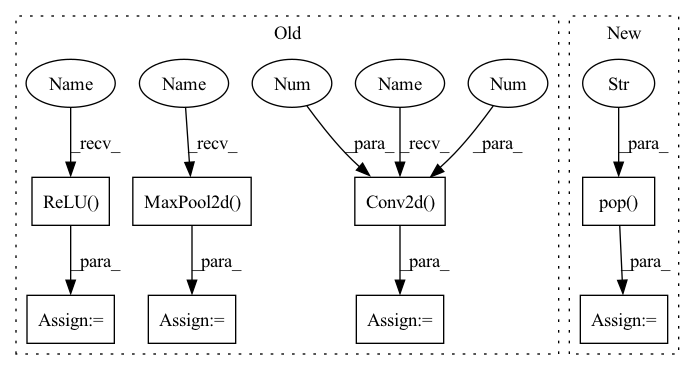 Old New
Name Name Num Name Num Str
_recv_ _recv_ _para_ _recv_ _para_ _para_
ReLU() MaxPool2d() Conv2d() pop()
_para_ _para_ _para_ _para_
Assign:= Assign:= Assign:= Assign:=